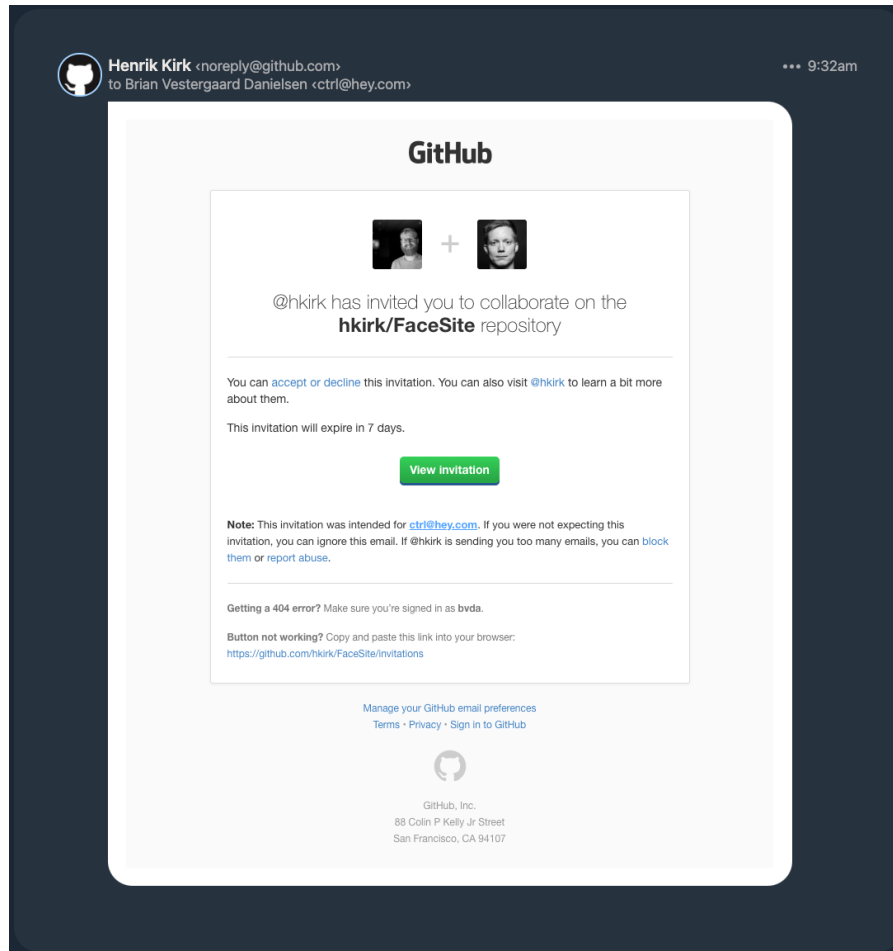 Henrik Kirk <noreply@github.com>
••• 9:32am
to Brian Vestergaard Danielsen <ctrl@hey.com>
GitHub
+
@hkirk has invited you to collaborate on the
hkirk/FaceSite repository
You can accept or decline this invitation. You can also visit @hkirk to learn a bit more
about them.
This invitation will expire in 7 days.
View invitation
Note: This invitation was intended for ctrl@hey.com. If you were not expecting this
invitation, you can ignore this email. If @hkirk is sending you too many emails, you can block
them or report abuse.
Getting a 404 error? Make sure you're signed in as bvda.
Button not working? Copy and paste this link into your browser:
https://github.com/hkirk/FaceSite/invitations
Manage your GitHub email preferences
Terms • Privacy • Sign in to GitHub
GitHub, Inc.
88 Colin P Kelly Jr Street
San Francisco, CA 94107